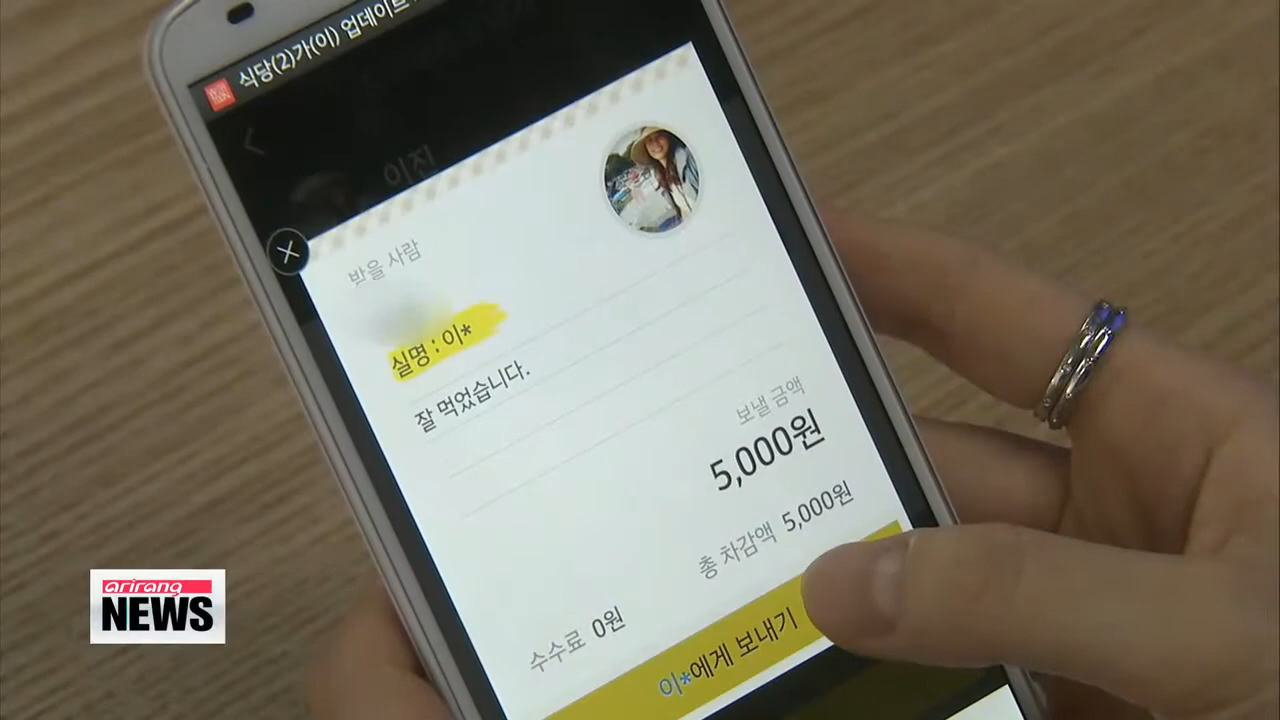 식당(2)가(이) 업데이트
이진
받을 사람
실명 : 이*
잘 먹었습니다.
보낼 금액
5,000원
총 차감액 5,000원
수수료 0원
이*에게 보내기
arirang
NEWS